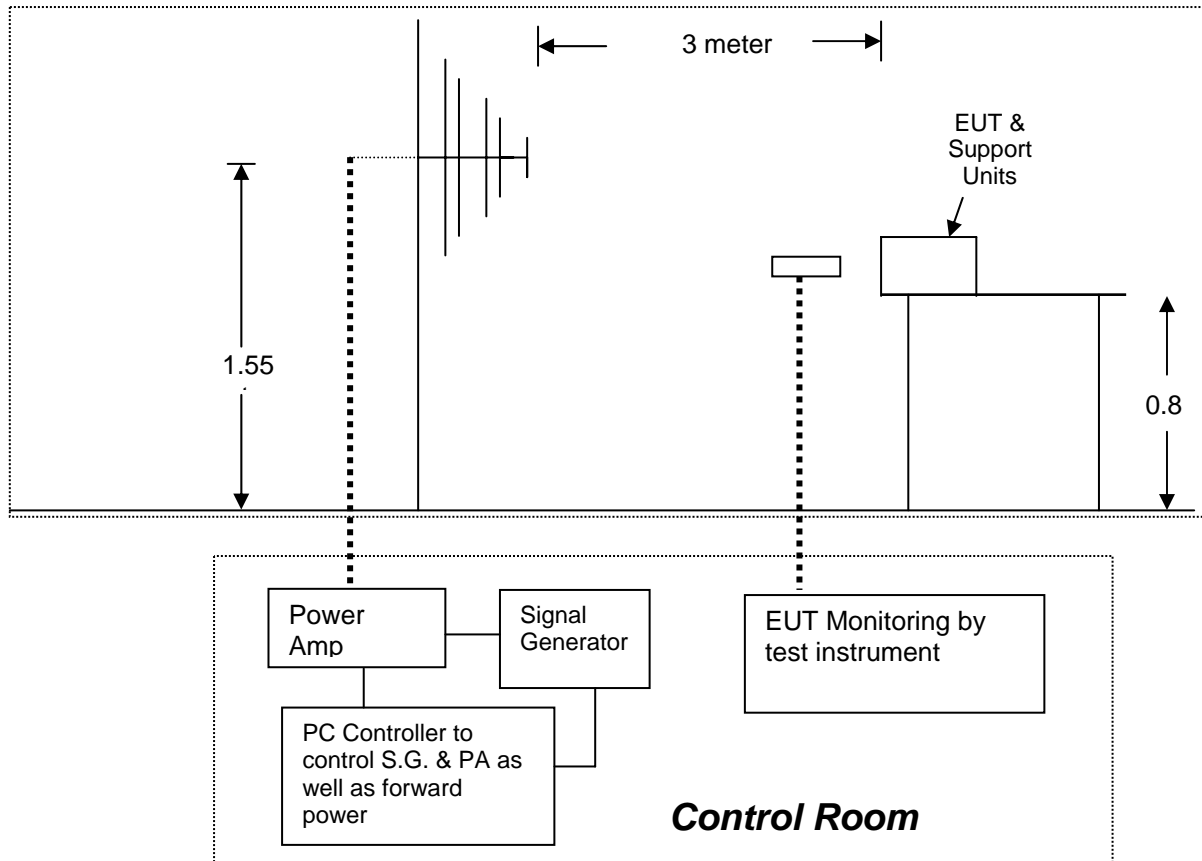 3 meter
EUT &
Support
Units
1.55
0.8
Power
Amp
Signal
Generator
EUT Monitoring by
test instrument
PC Controller to
control S.G. & PA as
well as forward
power
Control Room